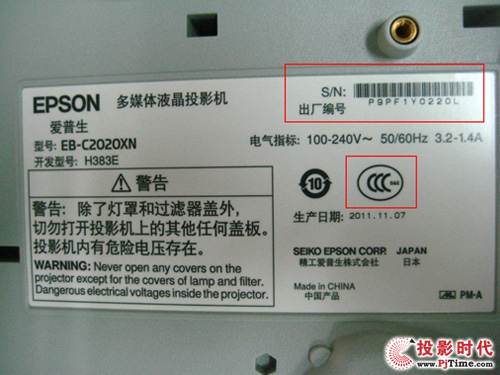 S/N:
P9PF1Y0220L
出厂编号
EPSON 多媒体液晶投影机
爱普生
型号: EB-C2020XN
开发型号: H383E
电气指标: 100-240V～ 50/60Hz 3.2-1.4A
警告
警告: 除了灯罩和过滤器盖外,
切勿打开投影机上的其他任何盖板。
投影机内有危险电压存在。
WARNING: Never open any covers on the
projector except for the covers of lamp and filter.
Dangerous electrical voltages inside the projector.
10
CCC
生产日期: 2011.11.07
SEIKO EPSON CORP. JAPAN
精工爱普生株式会社 日本
Made in CHINA
中国产品
PM-A
投影时代
www.PjTime.com